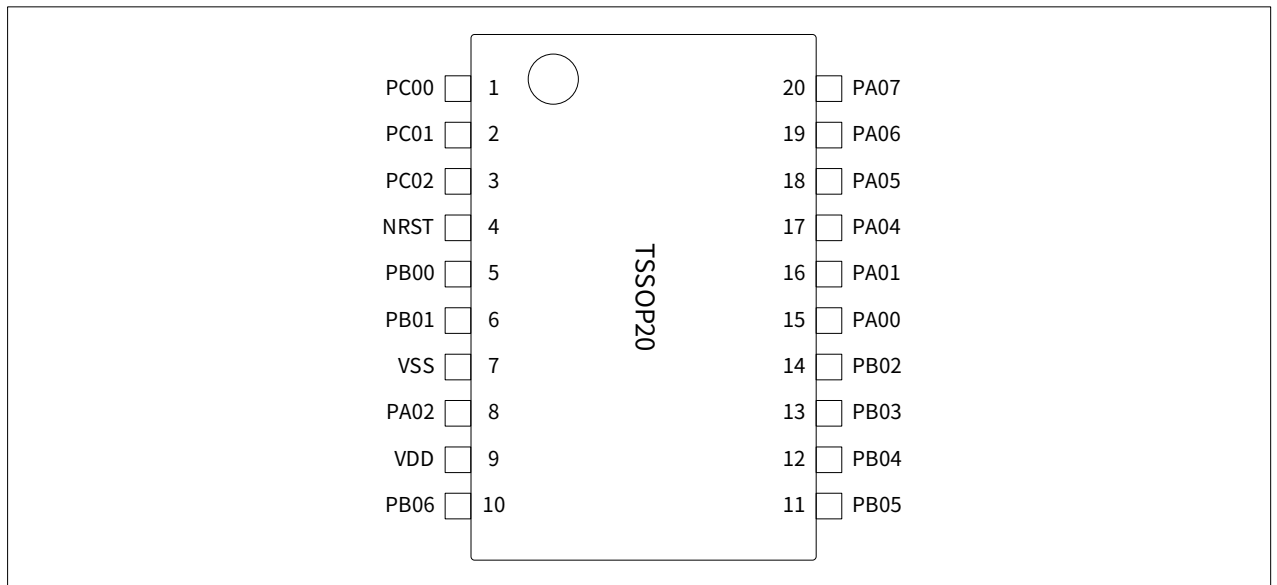 PC00 1 20 PA07
PC01 2 19 PA06
PC02 3 18 PA05
NRST 4 17 PA04
PB00 5 16 PA01
PB01 6 15 PA00
VSS 7 14 PB02
PA02 8 13 PB03
VDD 9 12 PB04
PB06 10 11 PB05
TSSOP20